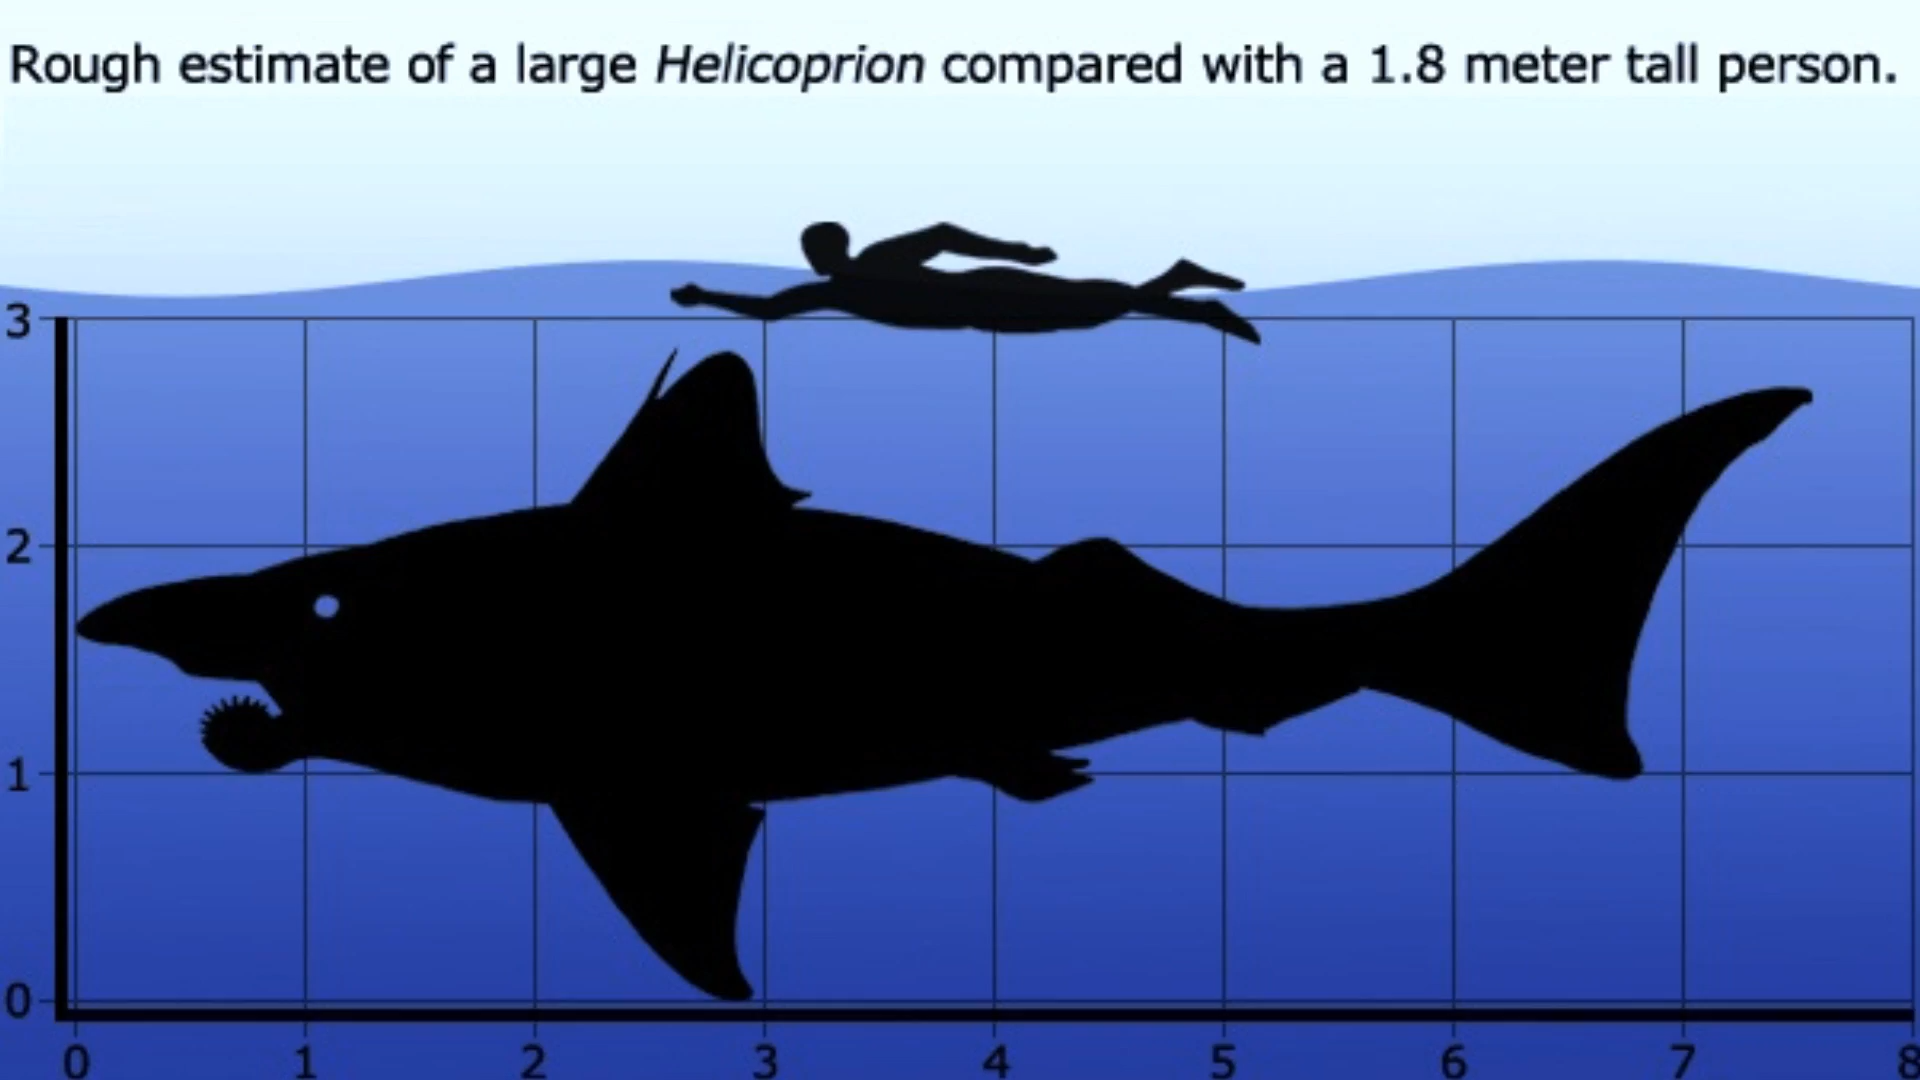 Rough estimate of a large Helicoprion compared with a 1.8 meter tall person.
3
2
1
0
0 1 2 3 4 5 6 7 8